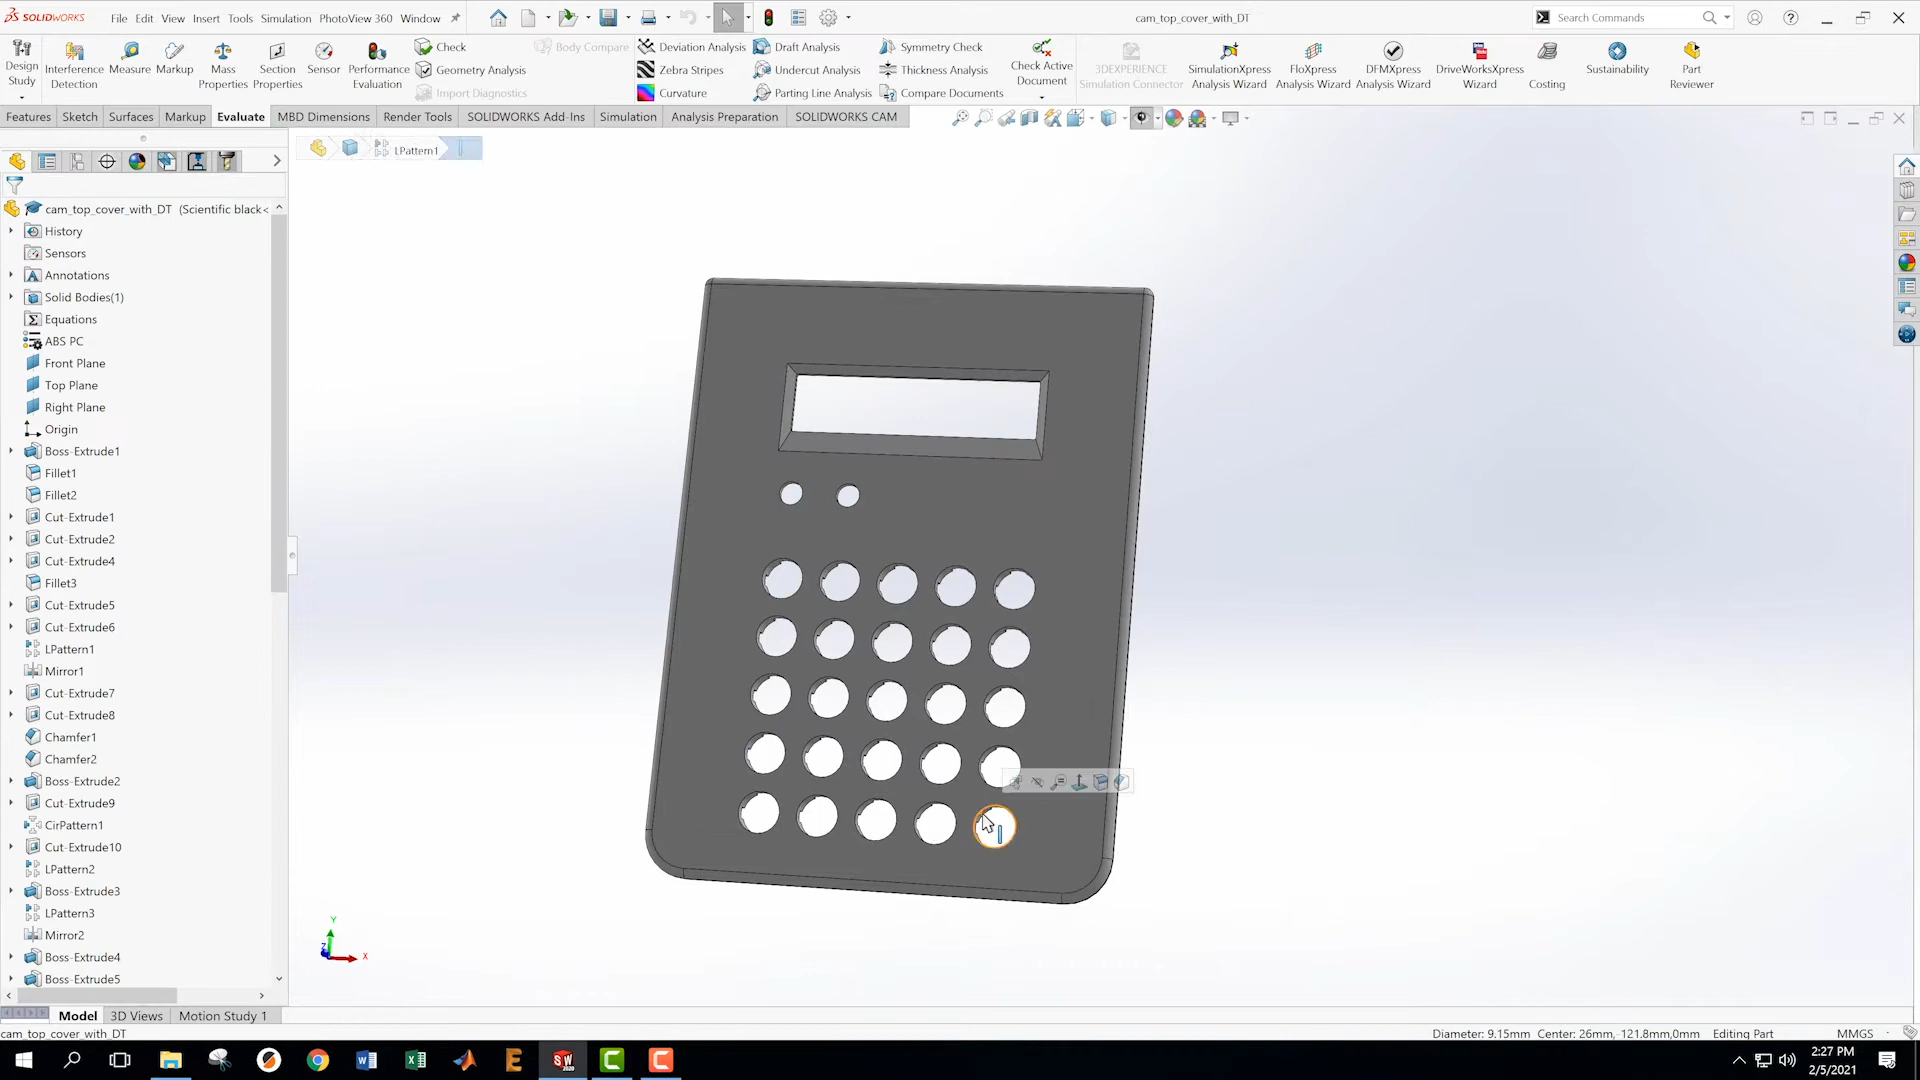 SOLIDWORKS File Edit View Insert Tools Simulation PhotoView 360 Window
cam_top_cover_with_DT
Search Commands
Design Study
Interference Detection
Measure
Markup
Mass Properties
Section Properties
Sensor
Performance Evaluation
Check
Geometry Analysis
Import Diagnostics
Body Compare
Deviation Analysis
Zebra Stripes
Curvature
Draft Analysis
Undercut Analysis
Parting Line Analysis
Symmetry Check
Thickness Analysis
Compare Documents
Check Active Document
3DEXPERIENCE Simulation Connector
SimulationXpress Analysis Wizard
FloXpress Analysis Wizard
DFMXpress Analysis Wizard
DriveWorksXpress Wizard
Costing
Sustainability
Part Reviewer
Features Sketch Surfaces Markup Evaluate MBD Dimensions Render Tools SOLIDWORKS Add-Ins Simulation Analysis Preparation SOLIDWORKS CAM
LPattern1
cam_top_cover_with_DT (Scientific black<
History
Sensors
Annotations
Solid Bodies(1)
Equations
ABS PC
Front Plane
Top Plane
Right Plane
Origin
Boss-Extrude1
Fillet1
Fillet2
Cut-Extrude1
Cut-Extrude2
Cut-Extrude4
Fillet3
Cut-Extrude5
Cut-Extrude6
LPattern1
Mirror1
Cut-Extrude7
Cut-Extrude8
Chamfer1
Chamfer2
Boss-Extrude2
Cut-Extrude9
CirPattern1
Cut-Extrude10
LPattern2
Boss-Extrude3
LPattern3
Mirror2
Boss-Extrude4
Boss-Extrude5
Y
Z
X
Model 3D Views Motion Study 1
cam_top_cover_with_DT
Diameter: 9.15mm Center: 26mm,-121.8mm,0mm Editing Part MMGS
2:27 PM
2/5/2021